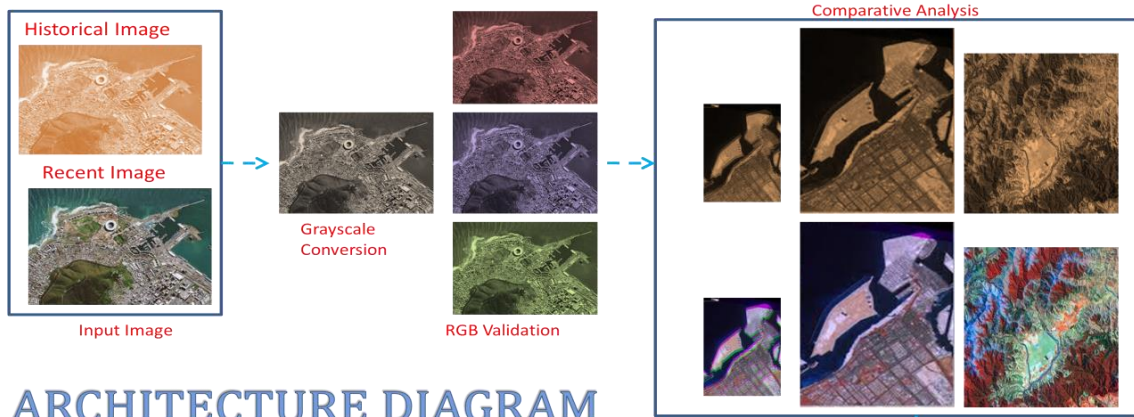 Comparative Analysis
Historical Image
Recent Image
Grayscale
Conversion
Input Image
RGB Validation
ARCHITECTURE DIAGRAM